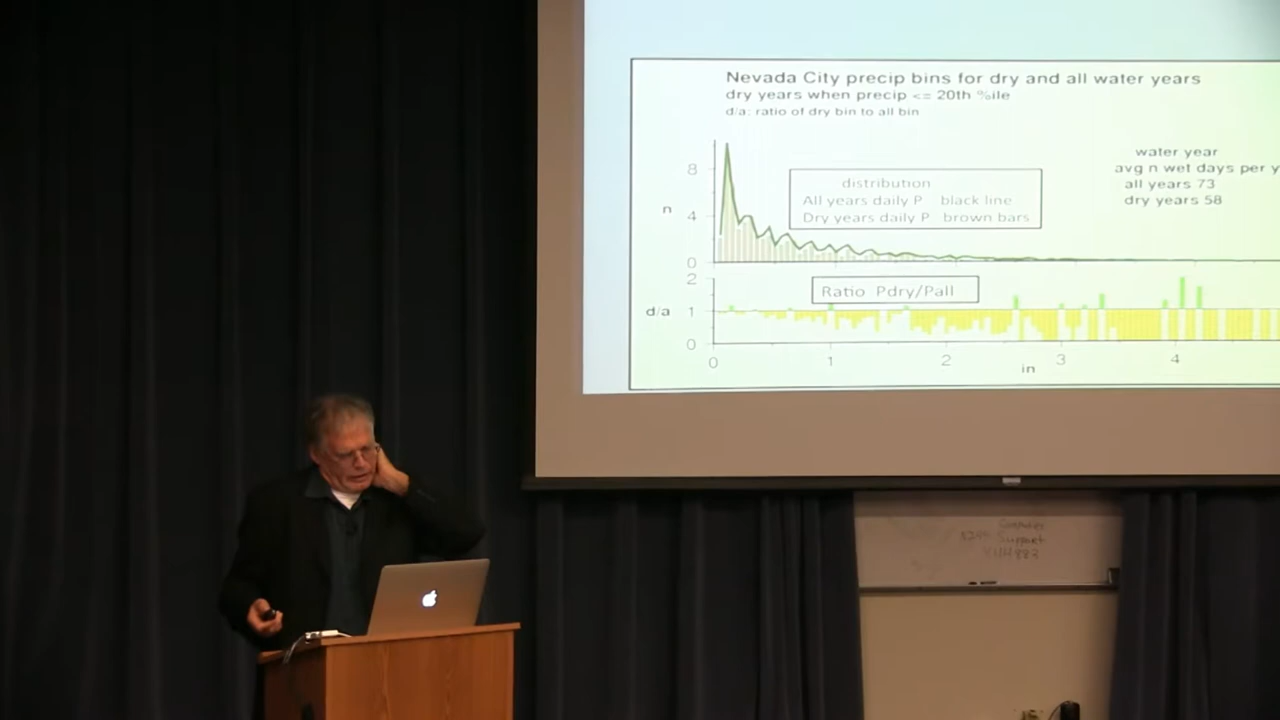 Nevada City precip bins for dry and all water years
dry years when precip <= 20th %ile
d/a: ratio of dry bin to all bin
water year
avg n wet days per y
all years 73
dry years 58
distribution
All years daily P black line
Dry years daily P brown bars
8
n
4
0
Ratio Pdry/Pall
2
d/a
1
0
0 1 2 3 4
in
Support